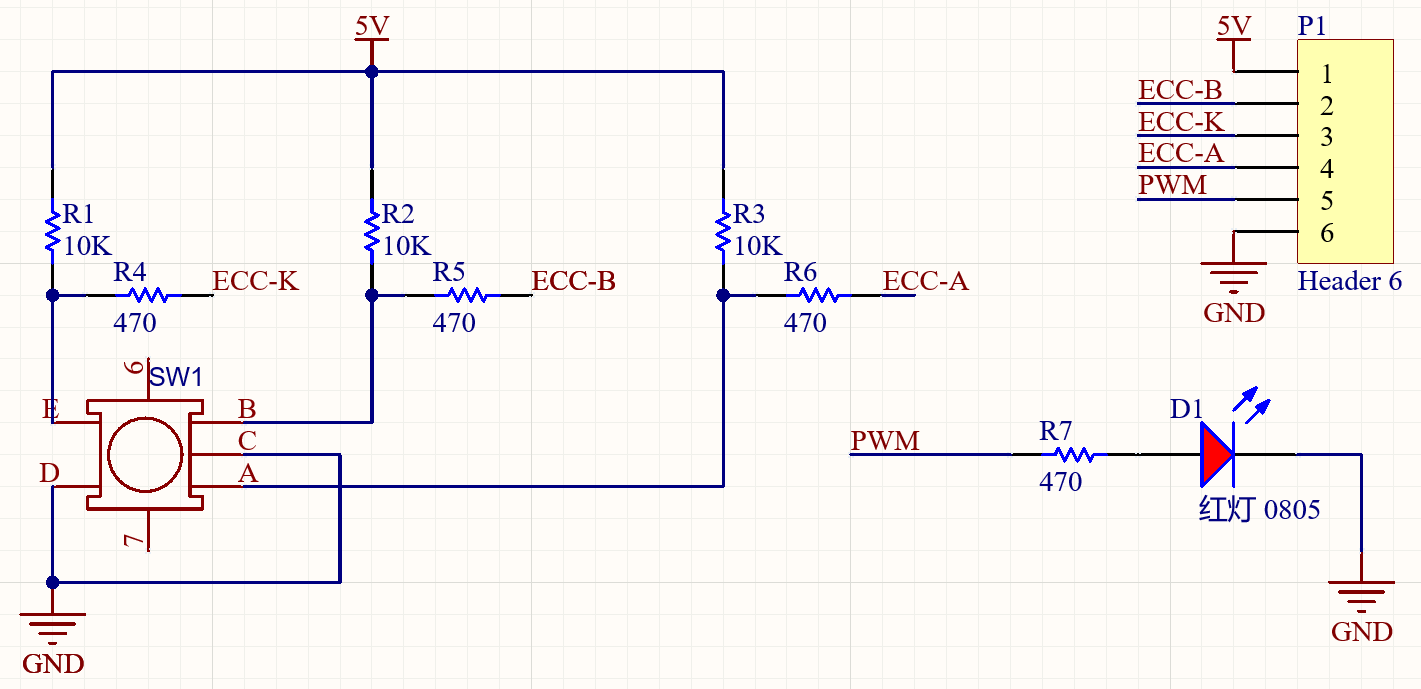 5V
R1
10K
R2
10K
R3
10K
R4
470
ECC-K
R5
470
ECC-B
R6
470
ECC-A
6
SW1
E
D
B
C
A
7
GND
5V
P1
ECC-B
ECC-K
ECC-A
PWM
1
2
3
4
5
6
Header 6
GND
PWM
R7
470
D1
红灯 0805
GND